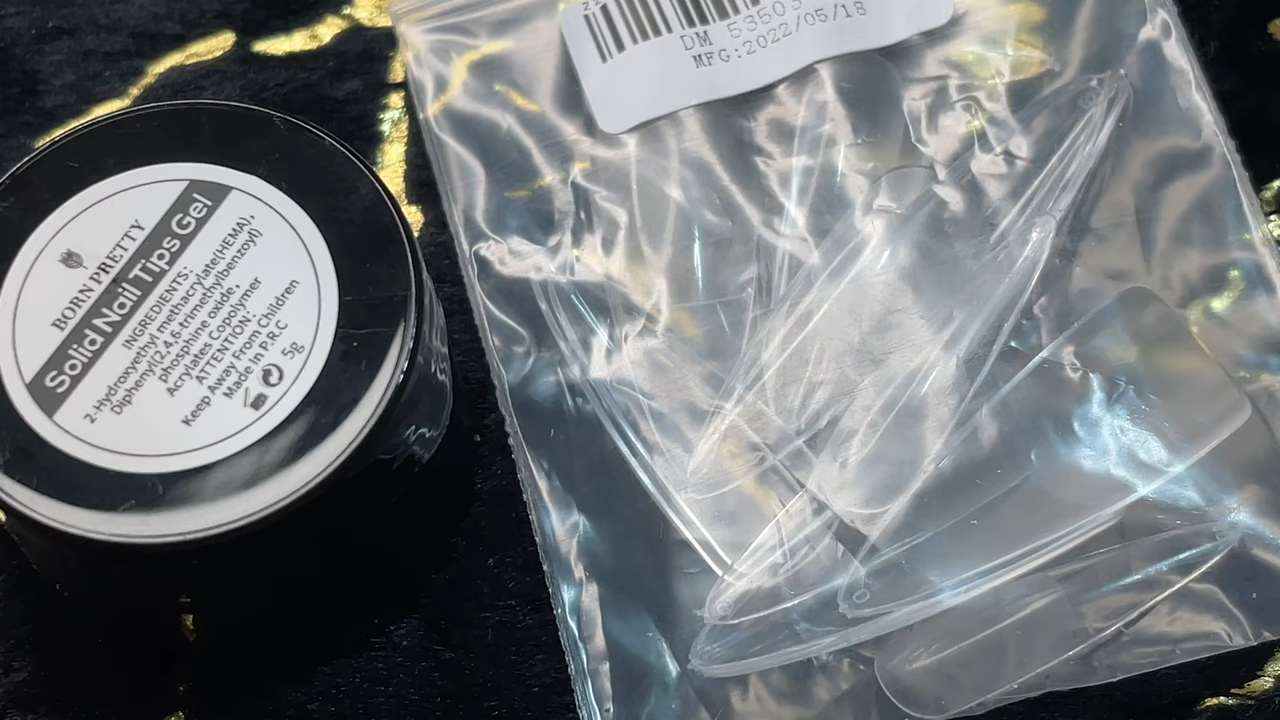 BORN PRETTY
Solid Nail Tips Gel
INGREDIENTS:
2-Hydroxyethyl methacrylate(HEMA),
Diphenyl(2,4,6-trimethylbenzoyl)
phosphine oxide,
Acrylates Copolymer
ATTENTION:
Keep Away From Children
Made in P.R.C
5g
DM 53503
MFG:2022/05/18